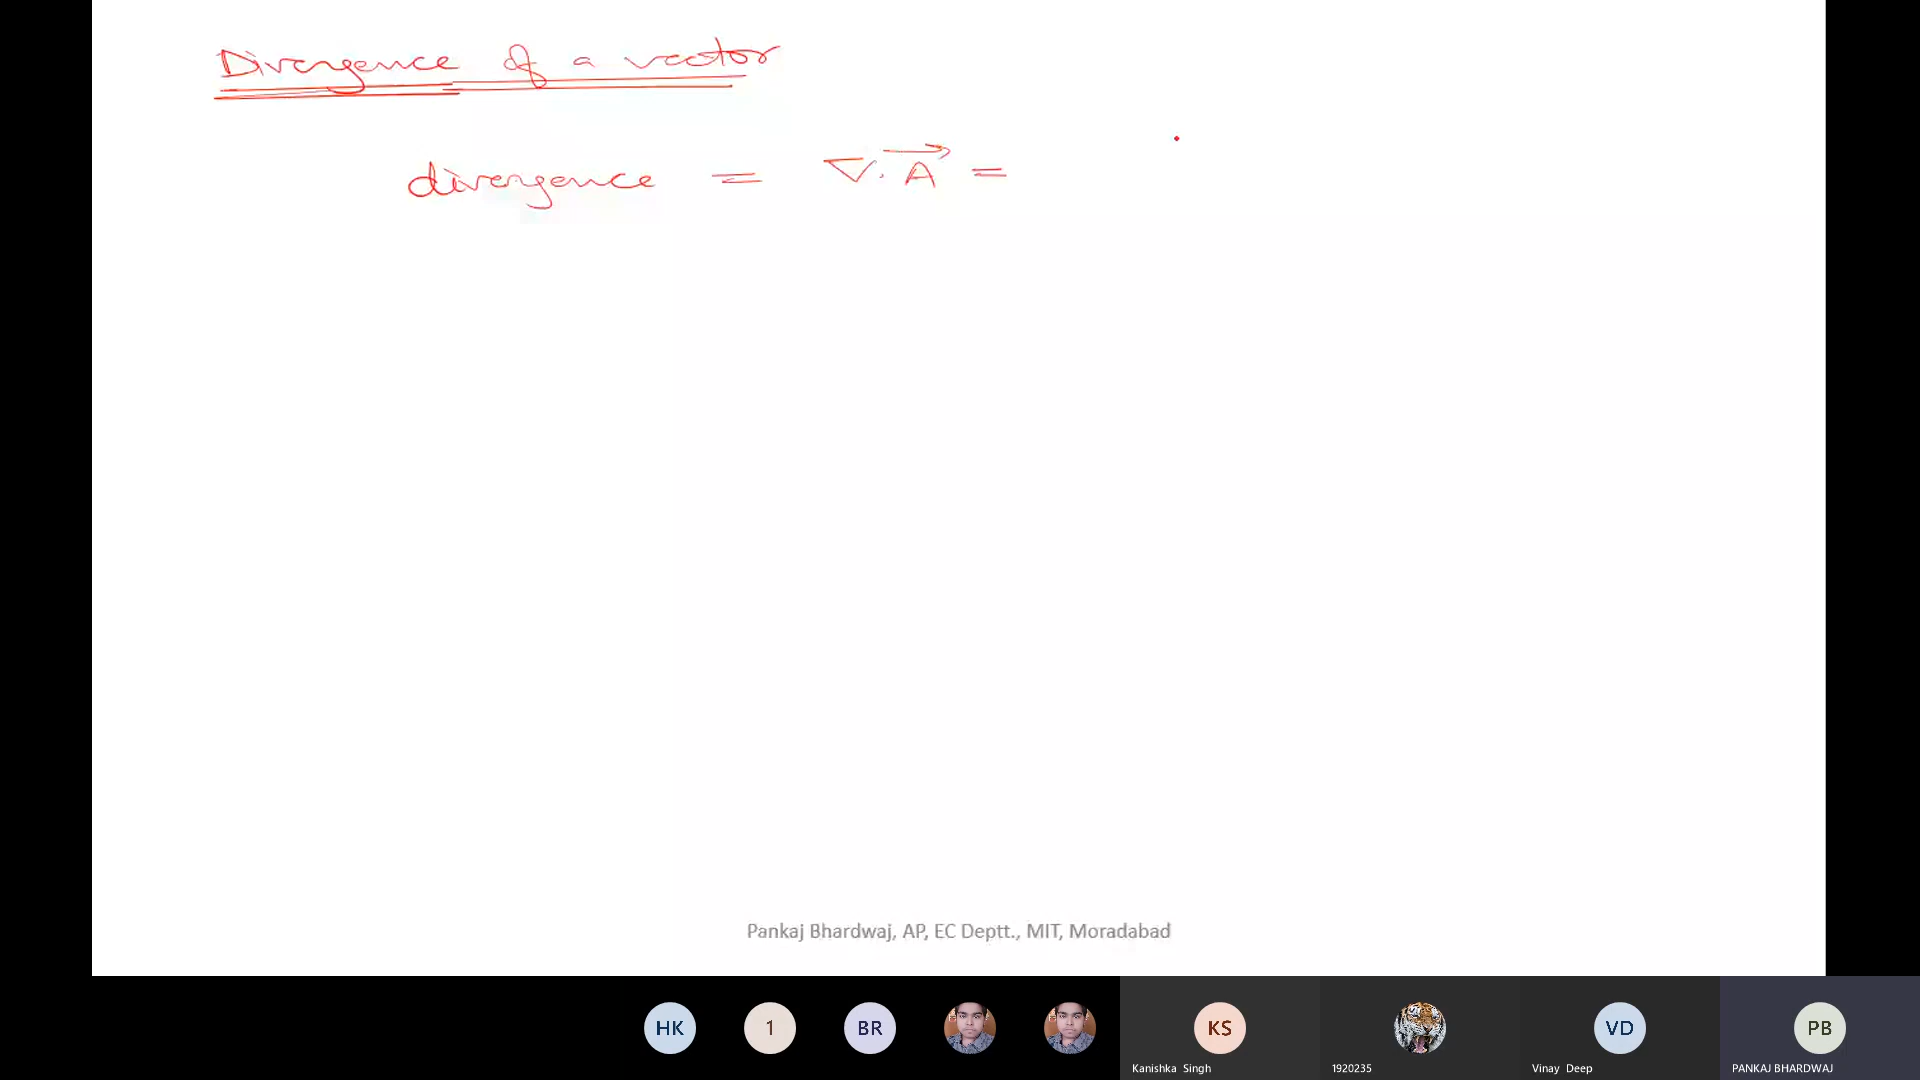 Divergence of a vector
divergence = ∇.A⃗ =
Pankaj Bhardwaj, AP, EC Deptt., MIT, Moradabad
HK 1 BR KS VD PB
Kanishka Singh 1920235 Vinay Deep PANKAJ BHARDWAJ